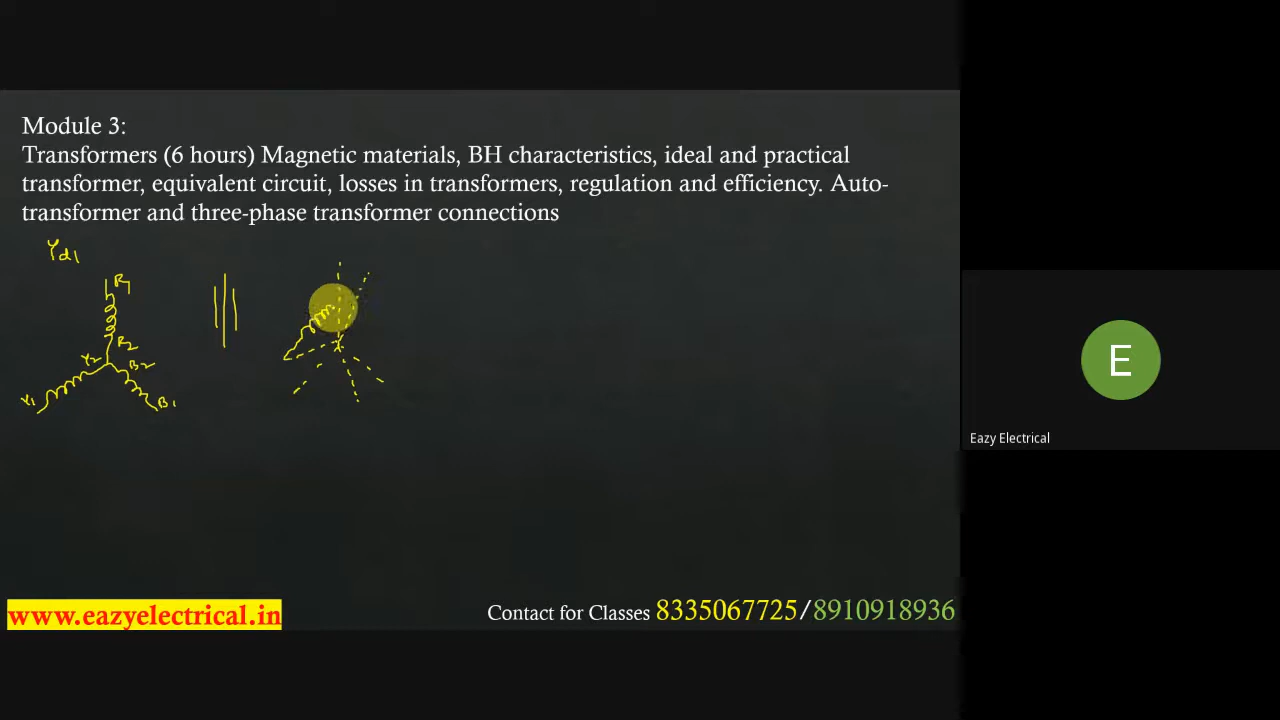 Module 3:
Transformers (6 hours) Magnetic materials, BH characteristics, ideal and practical
transformer, equivalent circuit, losses in transformers, regulation and efficiency. Auto-
transformer and three-phase transformer connections
Yd1
R1
R2
Y2
B2
Y1
B1
E
Eazy Electrical
www.eazyelectrical.in
Contact for Classes 8335067725/8910918936